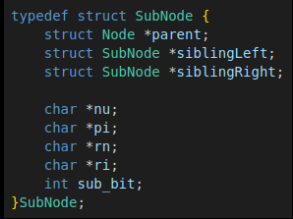 typedef struct SubNode {
    struct Node *parent;
    struct SubNode *siblingLeft;
    struct SubNode *siblingRight;

    char *nu;
    char *pi;
    char *rn;
    char *ri;
    int sub_bit;
}SubNode;